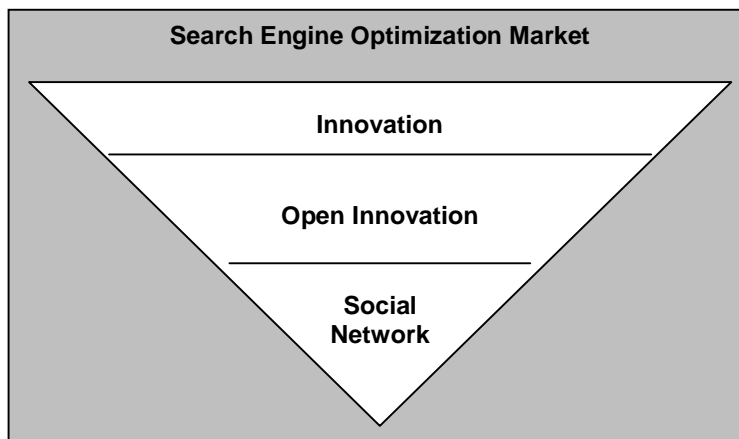 Search Engine Optimization Market
Innovation
Open Innovation
Social
Network